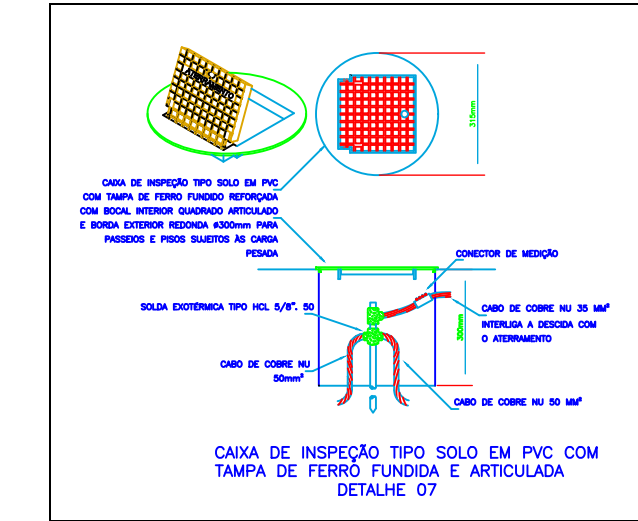 ATERRAMENTO
315mm
CAIXA DE INSPEÇÃO TIPO SOLO EM PVC
COM TAMPA DE FERRO FUNDIDO REFORÇADA
COM BOCAL INTERIOR QUADRADO ARTICULADO
E BORDA EXTERIOR REDONDA ø300mm PARA
PASSEIOS E PISOS SUJEITOS ÀS CARGA
PESADA
CONECTOR DE MEDIÇÃO
SOLDA EXOTÉRMICA TIPO HCL 5/8". 50
CABO DE COBRE NU 35 MM²
INTERLIGA A DESCIDA COM
O ATERRAMENTO
300mm
CABO DE COBRE NU
50mm²
CABO DE COBRE NU 50 MM²
CAIXA DE INSPEÇÃO TIPO SOLO EM PVC COM
TAMPA DE FERRO FUNDIDA E ARTICULADA
DETALHE 07